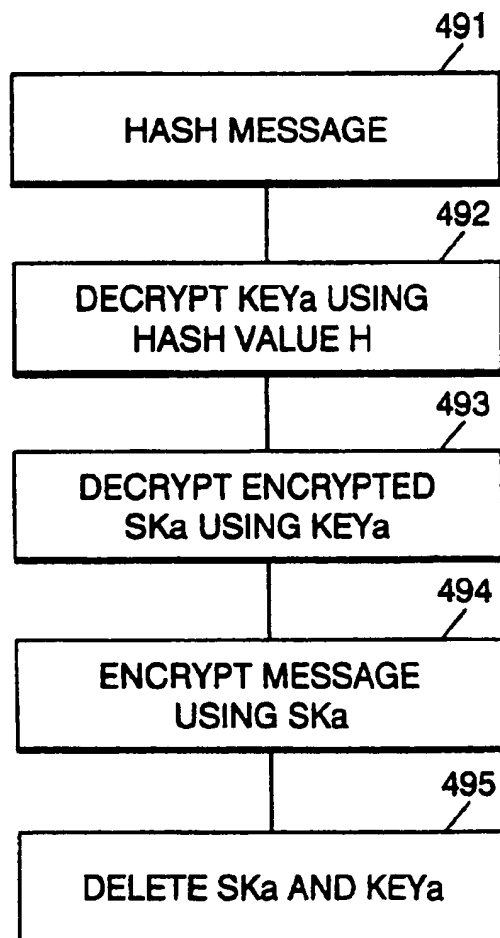 491
HASH MESSAGE
492
DECRYPT KEYa USING
HASH VALUE H
493
DECRYPT ENCRYPTED
SKa USING KEYa
494
ENCRYPT MESSAGE
USING SKa
495
DELETE SKa AND KEYa